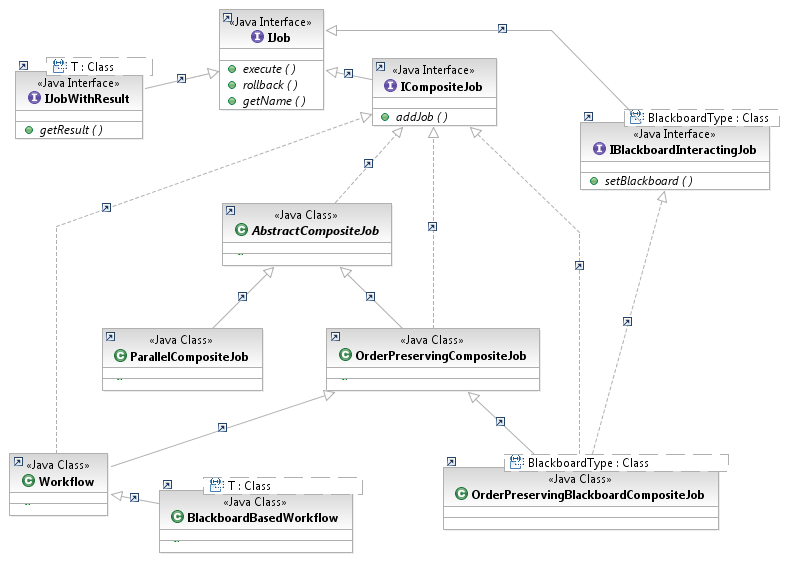 «Java Interface»
IJob
execute ( )
rollback ( )
getName ( )
T : Class
«Java Interface»
IJobWithResult
getResult ( )
«Java Interface»
ICompositeJob
addJob ( )
BlackboardType : Class
«Java Interface»
IBlackboardInteractingJob
setBlackboard ( )
«Java Class»
AbstractCompositeJob
«Java Class»
ParallelCompositeJob
«Java Class»
OrderPreservingCompositeJob
«Java Class»
Workflow
T : Class
«Java Class»
BlackboardBasedWorkflow
BlackboardType : Class
«Java Class»
OrderPreservingBlackboardCompositeJob